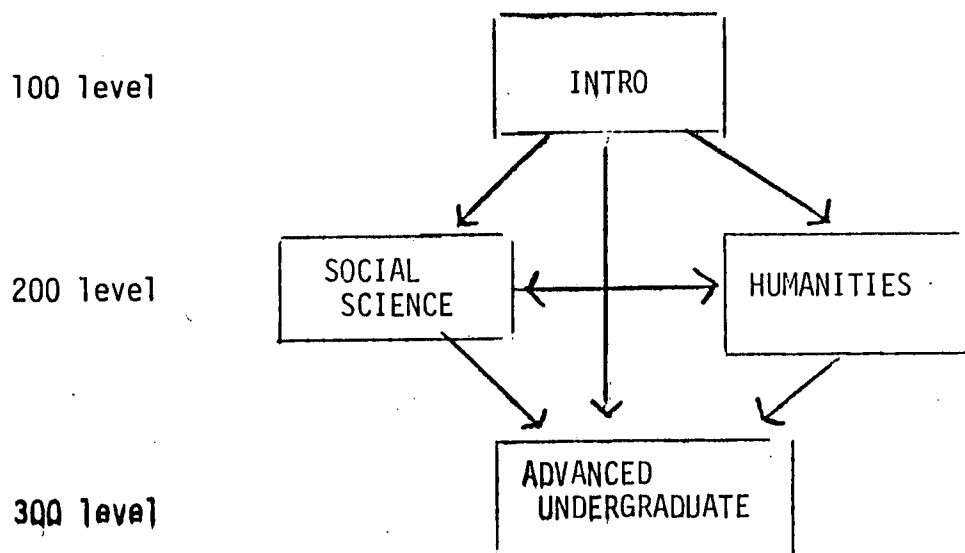 100 level
INTRO
200 level
SOCIAL
SCIENCE
HUMANITIES
300 level
ADVANCED
UNDERGRADUATE